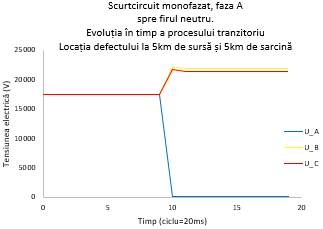 Scurtcircuit monofazat, faza A
spre firul neutru.
Evoluția în timp a procesului tranzitoriu
Locația defectului la 5km de sursă și 5km de sarcină
25000
20000
15000
10000
5000
0
Tensiunea electrică (V)
0 5 10 15 20
Timp (ciclu=20ms)
U_A
U_B
U_C